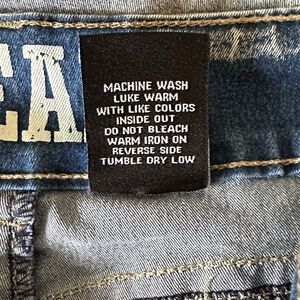 EA
MACHINE WASH
LUKE WARM
WITH LIKE COLORS
INSIDE OUT
DO NOT BLEACH
WARM IRON ON
REVERSE SIDE
TUMBLE DRY LOW